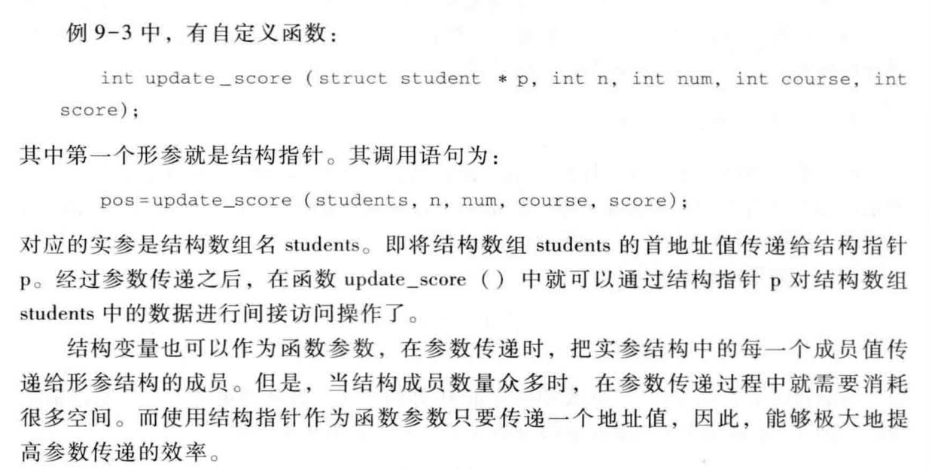 例 9-3 中，有自定义函数：
int update_score (struct student * p, int n, int num, int course, int
score);
其中第一个形参就是结构指针。其调用语句为：
pos=update_score (students, n, num, course, score);
对应的实参是结构数组名 students。即将结构数组 students 的首地址值传递给结构指针
p。经过参数传递之后，在函数 update_score () 中就可以通过结构指针 p 对结构数组
students 中的数据进行间接访问操作了。
结构变量也可以作为函数参数，在参数传递时，把实参结构中的每一个成员值传
递给形参结构的成员。但是，当结构成员数量众多时，在参数传递过程中就需要消耗
很多空间。而使用结构指针作为函数参数只要传递一个地址值，因此，能够极大地提
高参数传递的效率。